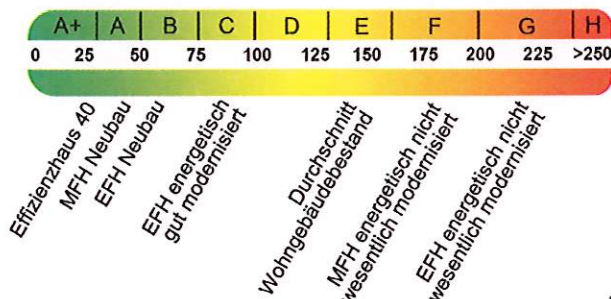 A+ A B C D E F G H
0 25 50 75 100 125 150 175 200 225 >250
Effizienzhaus 40
MFH Neubau
EFH Neubau
EFH energetisch
gut modernisiert
Durchschnitt
Wohngebäudebestand
MFH energetisch nicht
wesentlich modernisiert
EFH energetisch nicht
wesentlich modernisiert